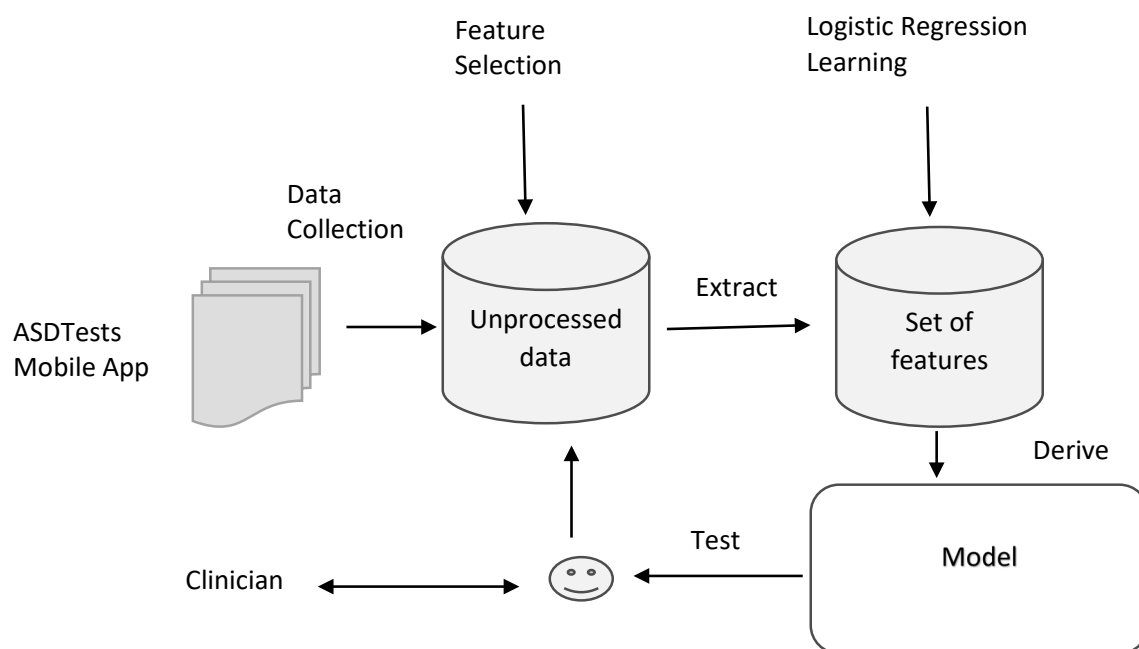 Feature
Selection
Logistic Regression
Learning
Data
Collection
ASDTests
Mobile App
Unprocessed
data
Extract
Set of
features
Derive
Model
Test
Clinician